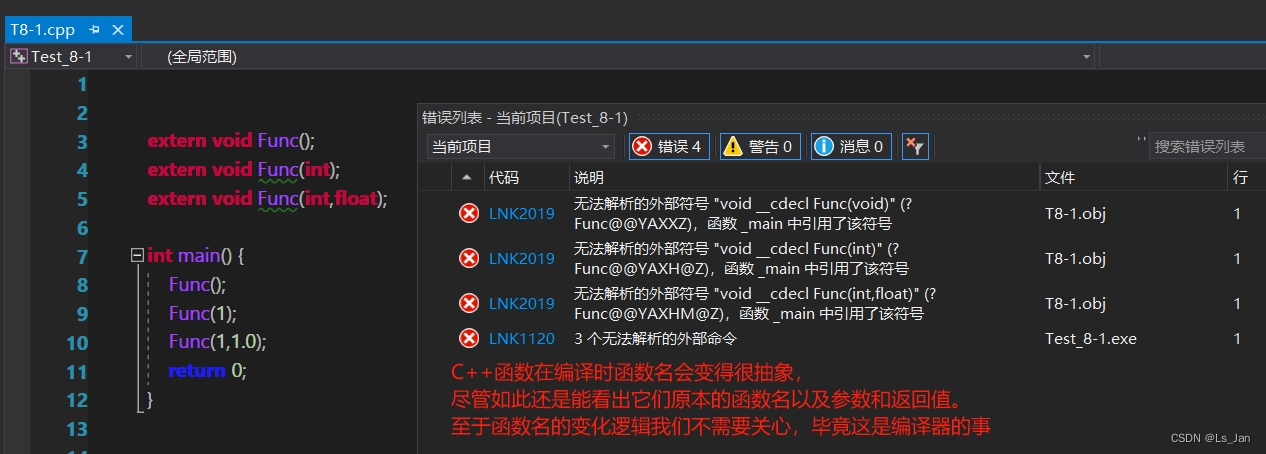 T8-1.cpp
Test_8-1
(全局范围)
1
2
3 extern void Func();
4 extern void Func(int);
5 extern void Func(int,float);
6
7 int main() {
8 Func();
9 Func(1);
10 Func(1,1.0);
11 return 0;
12 }
13
错误列表 - 当前项目(Test_8-1)
当前项目 错误 4 警告 0 消息 0 搜索错误列表
代码 说明 文件 行
LNK2019 无法解析的外部符号 "void __cdecl Func(void)" (?
Func@@YAXXZ)，函数 _main 中引用了该符号 T8-1.obj 1
LNK2019 无法解析的外部符号 "void __cdecl Func(int)" (?
Func@@YAXH@Z)，函数 _main 中引用了该符号 T8-1.obj 1
LNK2019 无法解析的外部符号 "void __cdecl Func(int,float)" (?
Func@@YAXHM@Z)，函数 _main 中引用了该符号 T8-1.obj 1
LNK1120 3 个无法解析的外部命令 Test_8-1.exe 1
C++函数在编译时函数名会变得很抽象，
尽管如此还是能看出它们原本的函数名以及参数和返回值。
至于函数名的变化逻辑我们不需要关心，毕竟这是编译器的事
CSDN @Ls_Jan